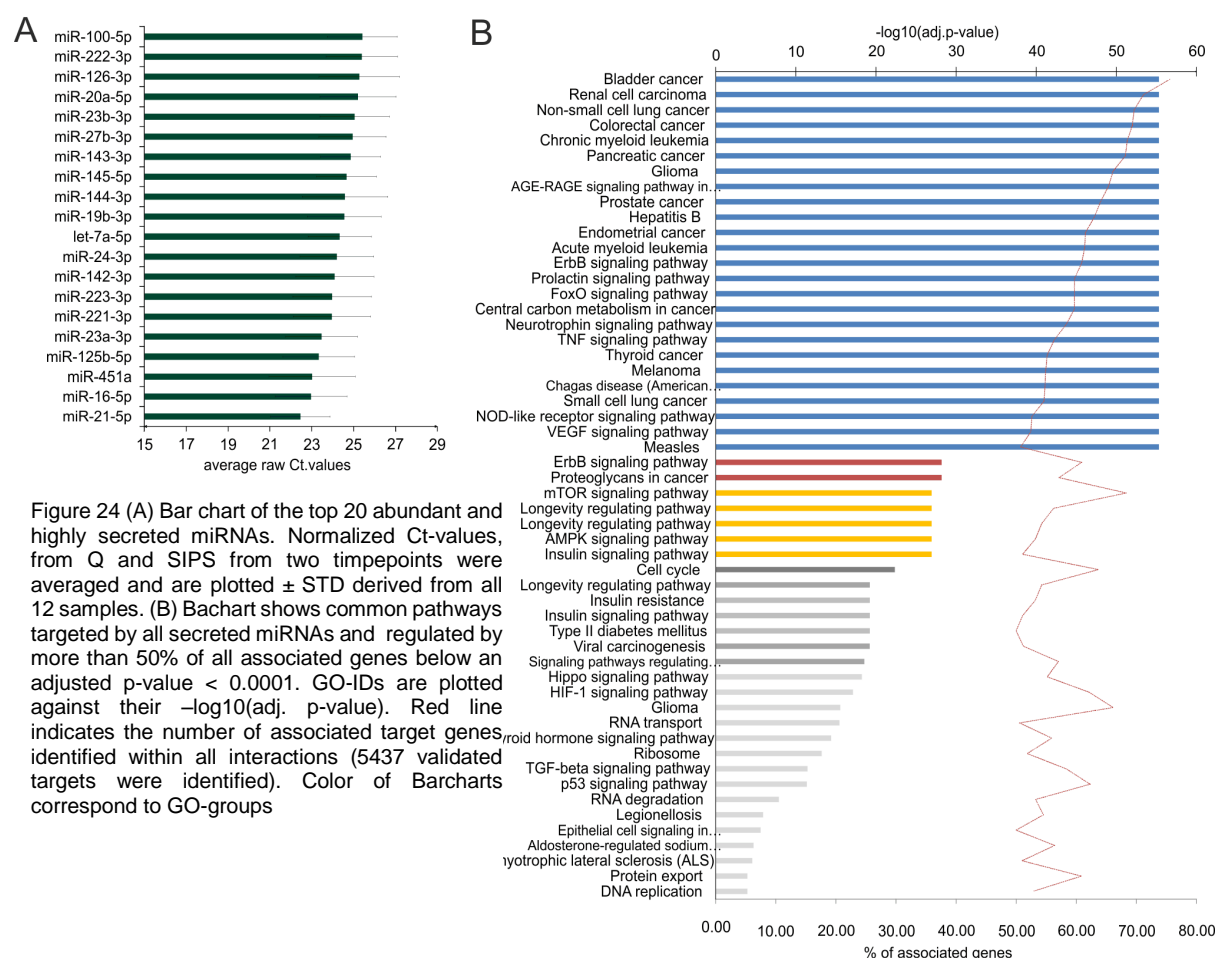 A
miR-100-5p
miR-222-3p
miR-126-3p
miR-20a-5p
miR-23b-3p
miR-27b-3p
miR-143-3p
miR-145-5p
miR-144-3p
miR-19b-3p
let-7a-5p
miR-24-3p
miR-142-3p
miR-223-3p
miR-221-3p
miR-23a-3p
miR-125b-5p
miR-451a
miR-16-5p
miR-21-5p
15 17 19 21 23 25 27 29
average raw Ct.values
Figure 24 (A) Bar chart of the top 20 abundant and
highly secreted miRNAs. Normalized Ct-values,
from Q and SIPS from two timpepoints were
averaged and are plotted ± STD derived from all
12 samples. (B) Bachart shows common pathways
targeted by all secreted miRNAs and regulated by
more than 50% of all associated genes below an
adjusted p-value < 0.0001. GO-IDs are plotted
against their –log10(adj. p-value). Red line
indicates the number of associated target genes
identified within all interactions (5437 validated
targets were identified). Color of Barcharts
correspond to GO-groups
B
-log10(adj.p-value)
0 10 20 30 40 50 60
Bladder cancer
Renal cell carcinoma
Non-small cell lung cancer
Colorectal cancer
Chronic myeloid leukemia
Pancreatic cancer
Glioma
AGE-RAGE signaling pathway in…
Prostate cancer
Hepatitis B
Endometrial cancer
Acute myeloid leukemia
ErbB signaling pathway
Prolactin signaling pathway
FoxO signaling pathway
Central carbon metabolism in cancer
Neurotrophin signaling pathway
TNF signaling pathway
Thyroid cancer
Melanoma
Chagas disease (American…
Small cell lung cancer
NOD-like receptor signaling pathway
VEGF signaling pathway
Measles
ErbB signaling pathway
Proteoglycans in cancer
mTOR signaling pathway
Longevity regulating pathway
Longevity regulating pathway
AMPK signaling pathway
Insulin signaling pathway
Cell cycle
Longevity regulating pathway
Insulin resistance
Insulin signaling pathway
Type II diabetes mellitus
Viral carcinogenesis
Signaling pathways regulating…
Hippo signaling pathway
HIF-1 signaling pathway
Glioma
RNA transport
yroid hormone signaling pathway
Ribosome
TGF-beta signaling pathway
p53 signaling pathway
RNA degradation
Legionellosis
Epithelial cell signaling in…
Aldosterone-regulated sodium…
yotrophic lateral sclerosis (ALS)
Protein export
DNA replication
0.00 10.00 20.00 30.00 40.00 50.00 60.00 70.00 80.00
% of associated genes